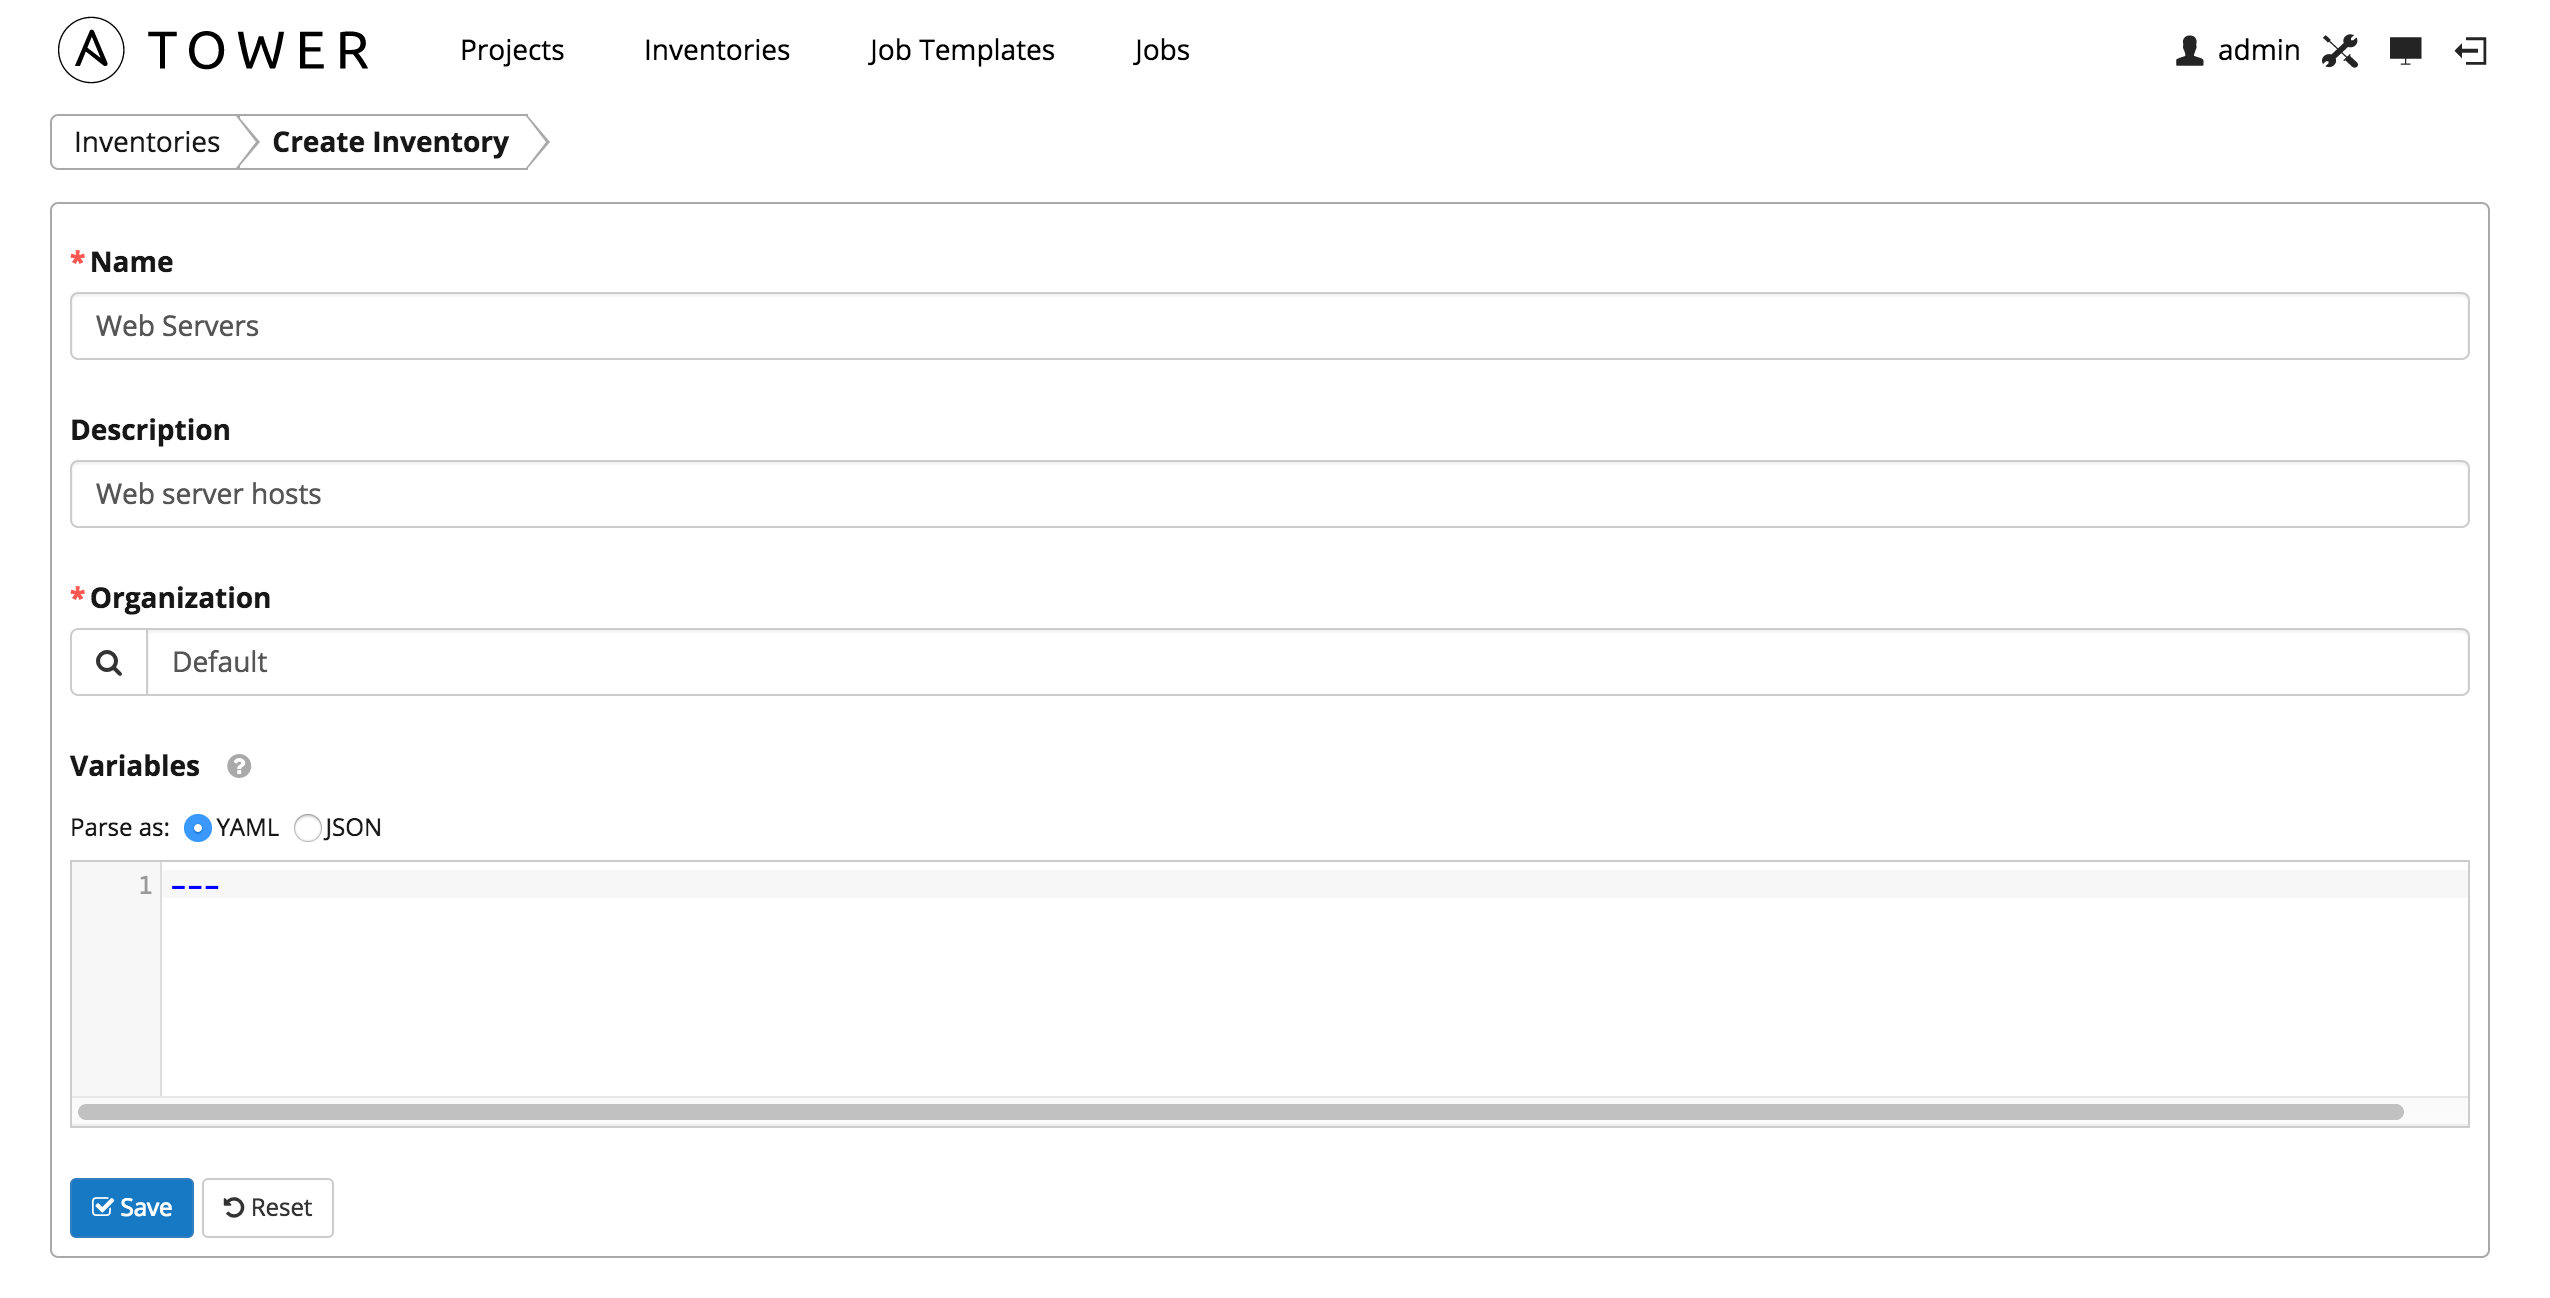 A TOWER Projects Inventories Job Templates Jobs admin
Inventories Create Inventory
* Name
Web Servers
Description
Web server hosts
* Organization
Default
Variables ?
Parse as: YAML JSON
1 ---
Save Reset